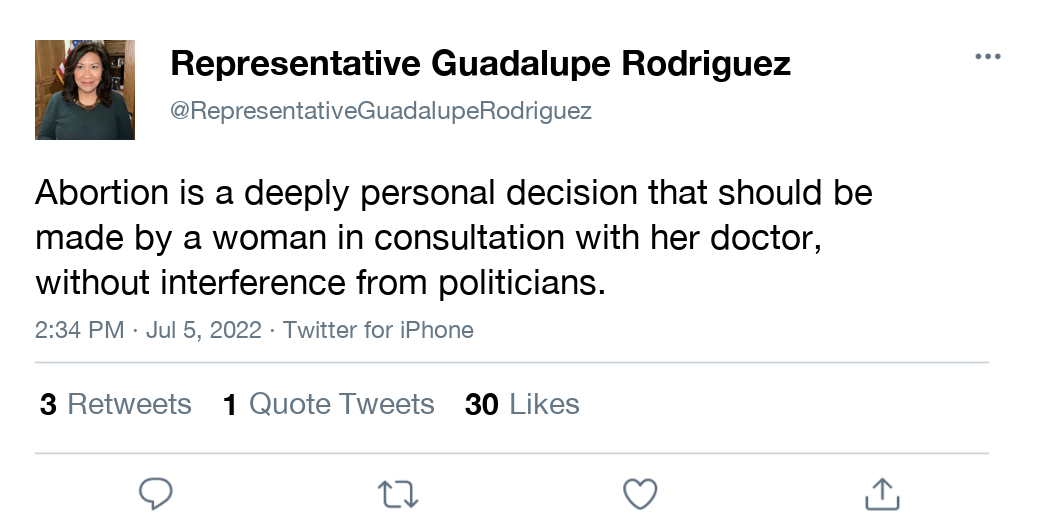 Representative Guadalupe Rodriguez
@RepresentativeGuadalupeRodriguez
Abortion is a deeply personal decision that should be
made by a woman in consultation with her doctor,
without interference from politicians.
2:34 PM · Jul 5, 2022 · Twitter for iPhone
3 Retweets 1 Quote Tweets 30 Likes